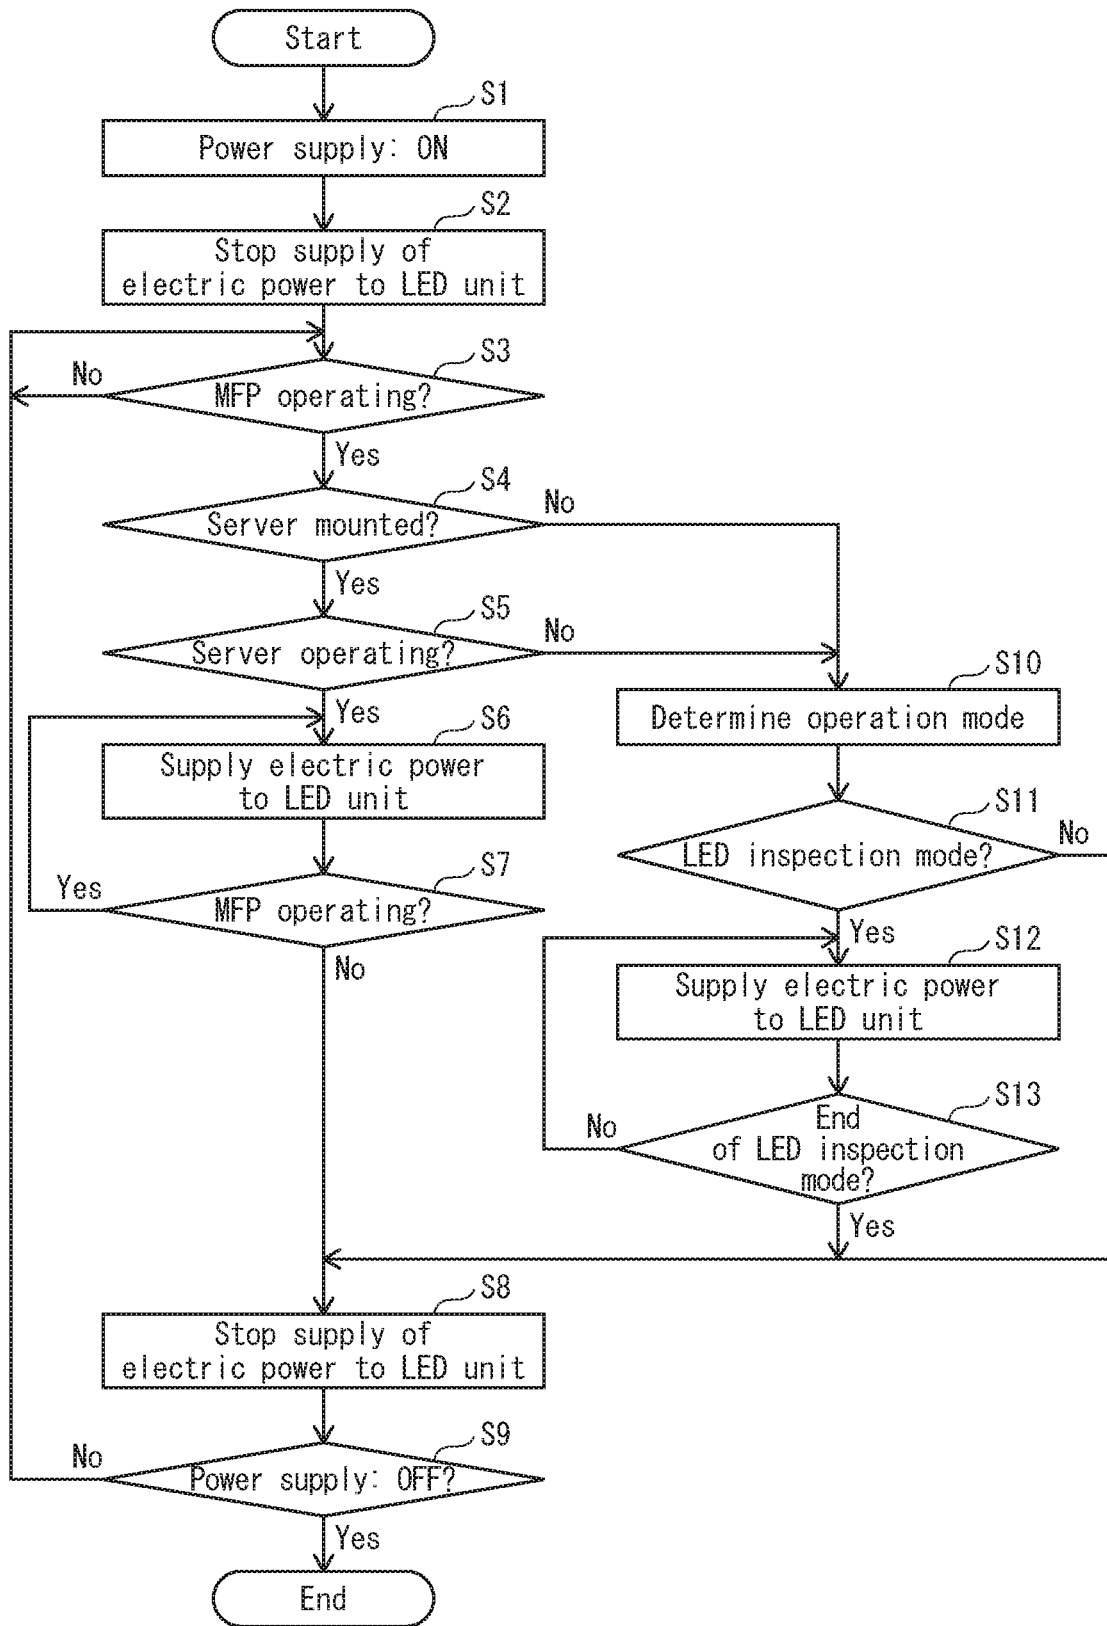 Start
S1
Power supply: ON
S2
Stop supply of
electric power to LED unit
S3
No
MFP operating?
Yes
S4
No
Server mounted?
Yes
S5
No
Server operating?
Yes
S6
Supply electric power
to LED unit
S7
Yes
MFP operating?
No
S10
Determine operation mode
S11
No
LED inspection mode?
Yes
S12
Supply electric power
to LED unit
S13
No
End
of LED inspection
mode?
Yes
S8
Stop supply of
electric power to LED unit
S9
No
Power supply: OFF?
Yes
End